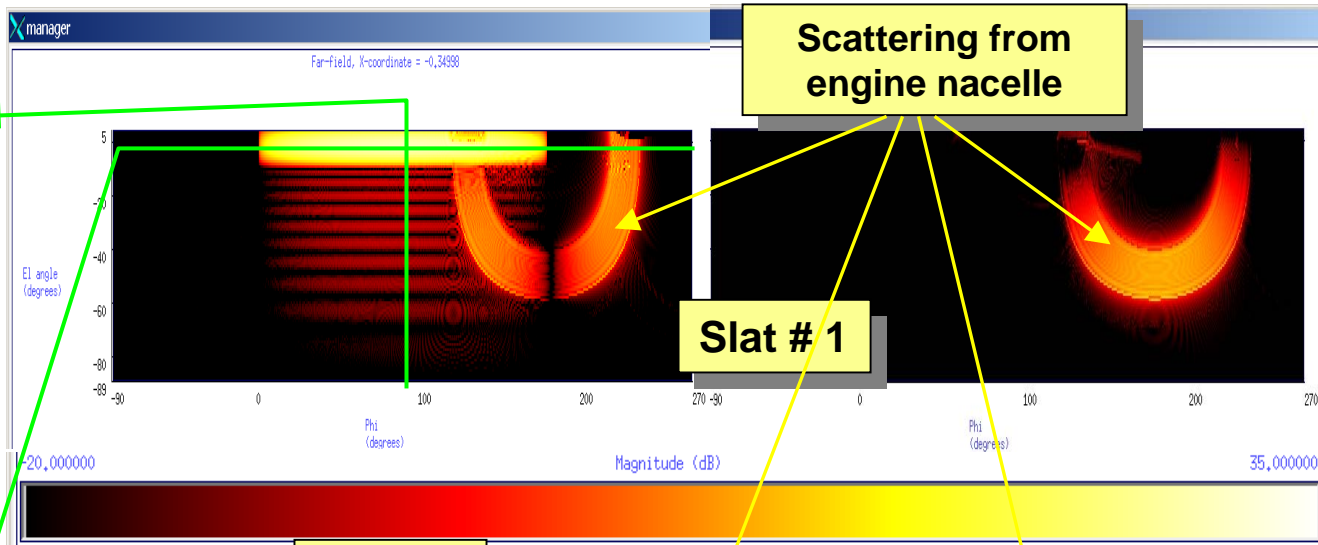 manager
Far-field, X-coordinate = -0.34998
Scattering from
engine nacelle
5
-40
-60
-80
-89
El angle
(degrees)
-90
0
100
200
270
Phi
(degrees)
Slat # 1
-90
0
100
200
270
Phi
(degrees)
-20.000000
Magnitude (dB)
35.000000